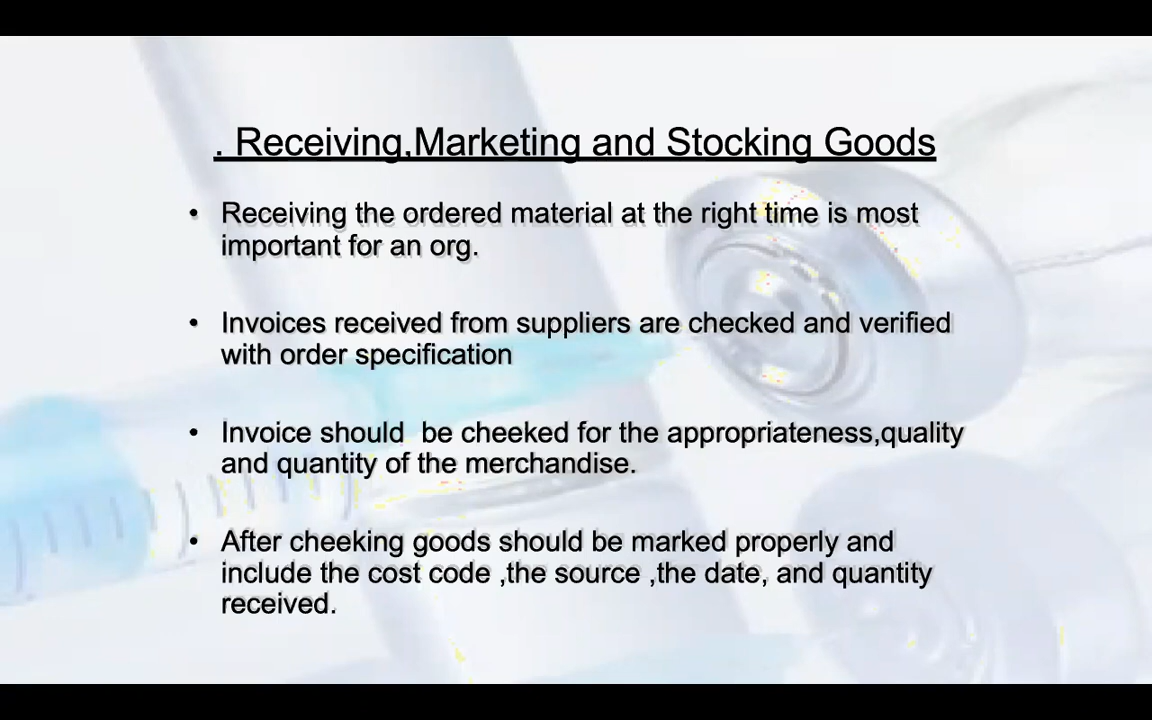 . Receiving,Marketing and Stocking Goods
• Receiving the ordered material at the right time is most
important for an org.
• Invoices received from suppliers are checked and verified
with order specification
• Invoice should  be cheeked for the appropriateness,quality
and quantity of the merchandise.
• After cheeking goods should be marked properly and
include the cost code ,the source ,the date, and quantity
received.